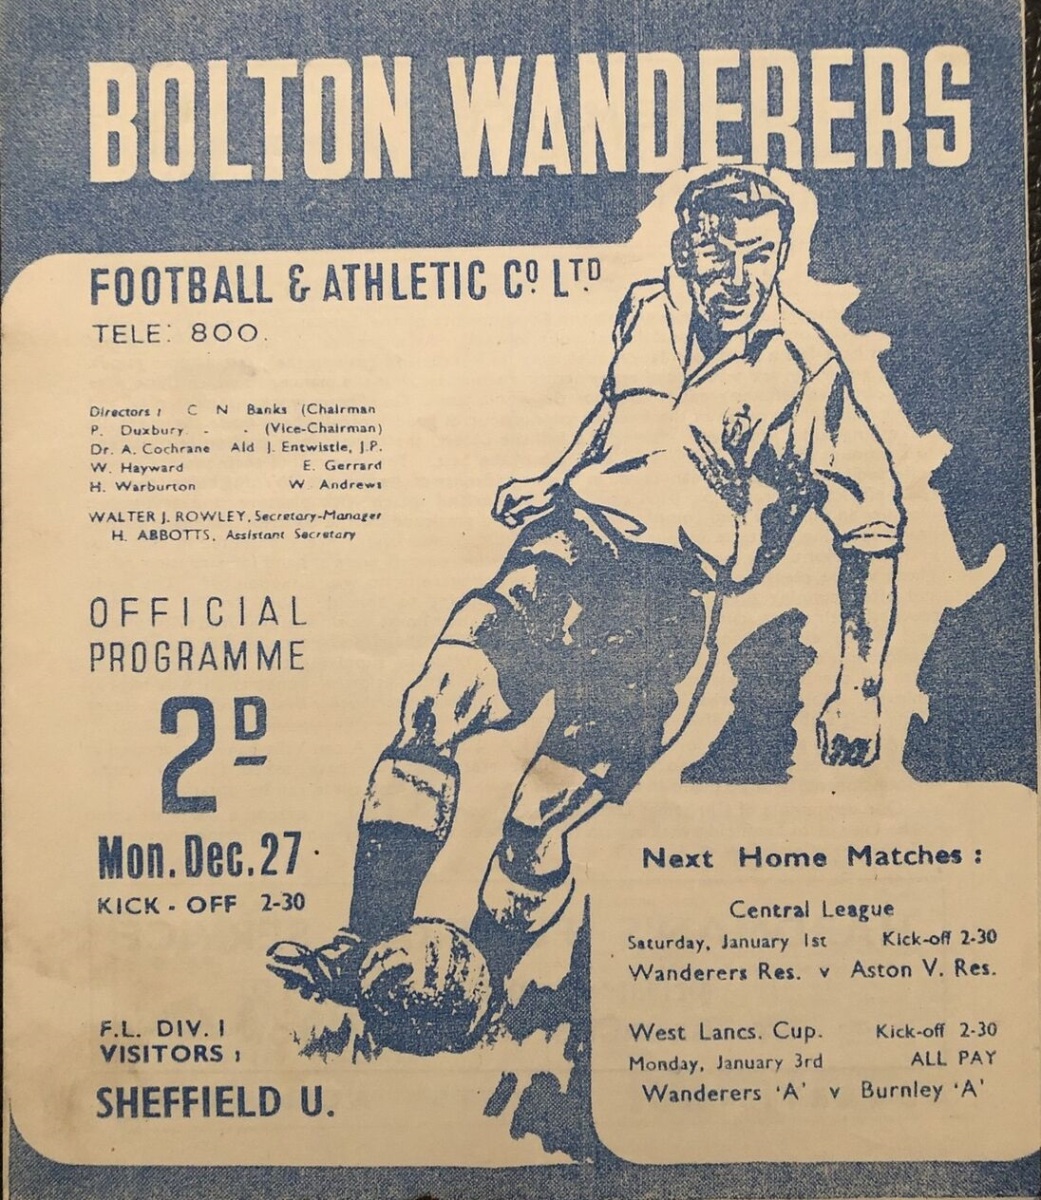 BOLTON WANDERERS
FOOTBALL & ATHLETIC Cº LTD
TELE: 800.
Directors: C N Banks (Chairman
P. Duxbury - - (Vice-Chairman)
Dr. A. Cochrane Ald J. Entwistle, J.P.
W. Hayward E. Gerrard
H. Warburton W. Andrews
WALTER J. ROWLEY, Secretary-Manager
H. ABBOTTS, Assistant Secretary
OFFICIAL
PROGRAMME
2D
Mon. Dec. 27
KICK-OFF 2-30
F.L. DIV. I
VISITORS :
SHEFFIELD U.
Next Home Matches :
Central League
Saturday, January 1st Kick-off 2-30
Wanderers Res. v Aston V. Res.
West Lancs. Cup. Kick-off 2-30
Monday, January 3rd ALL PAY
Wanderers 'A' v Burnley 'A'